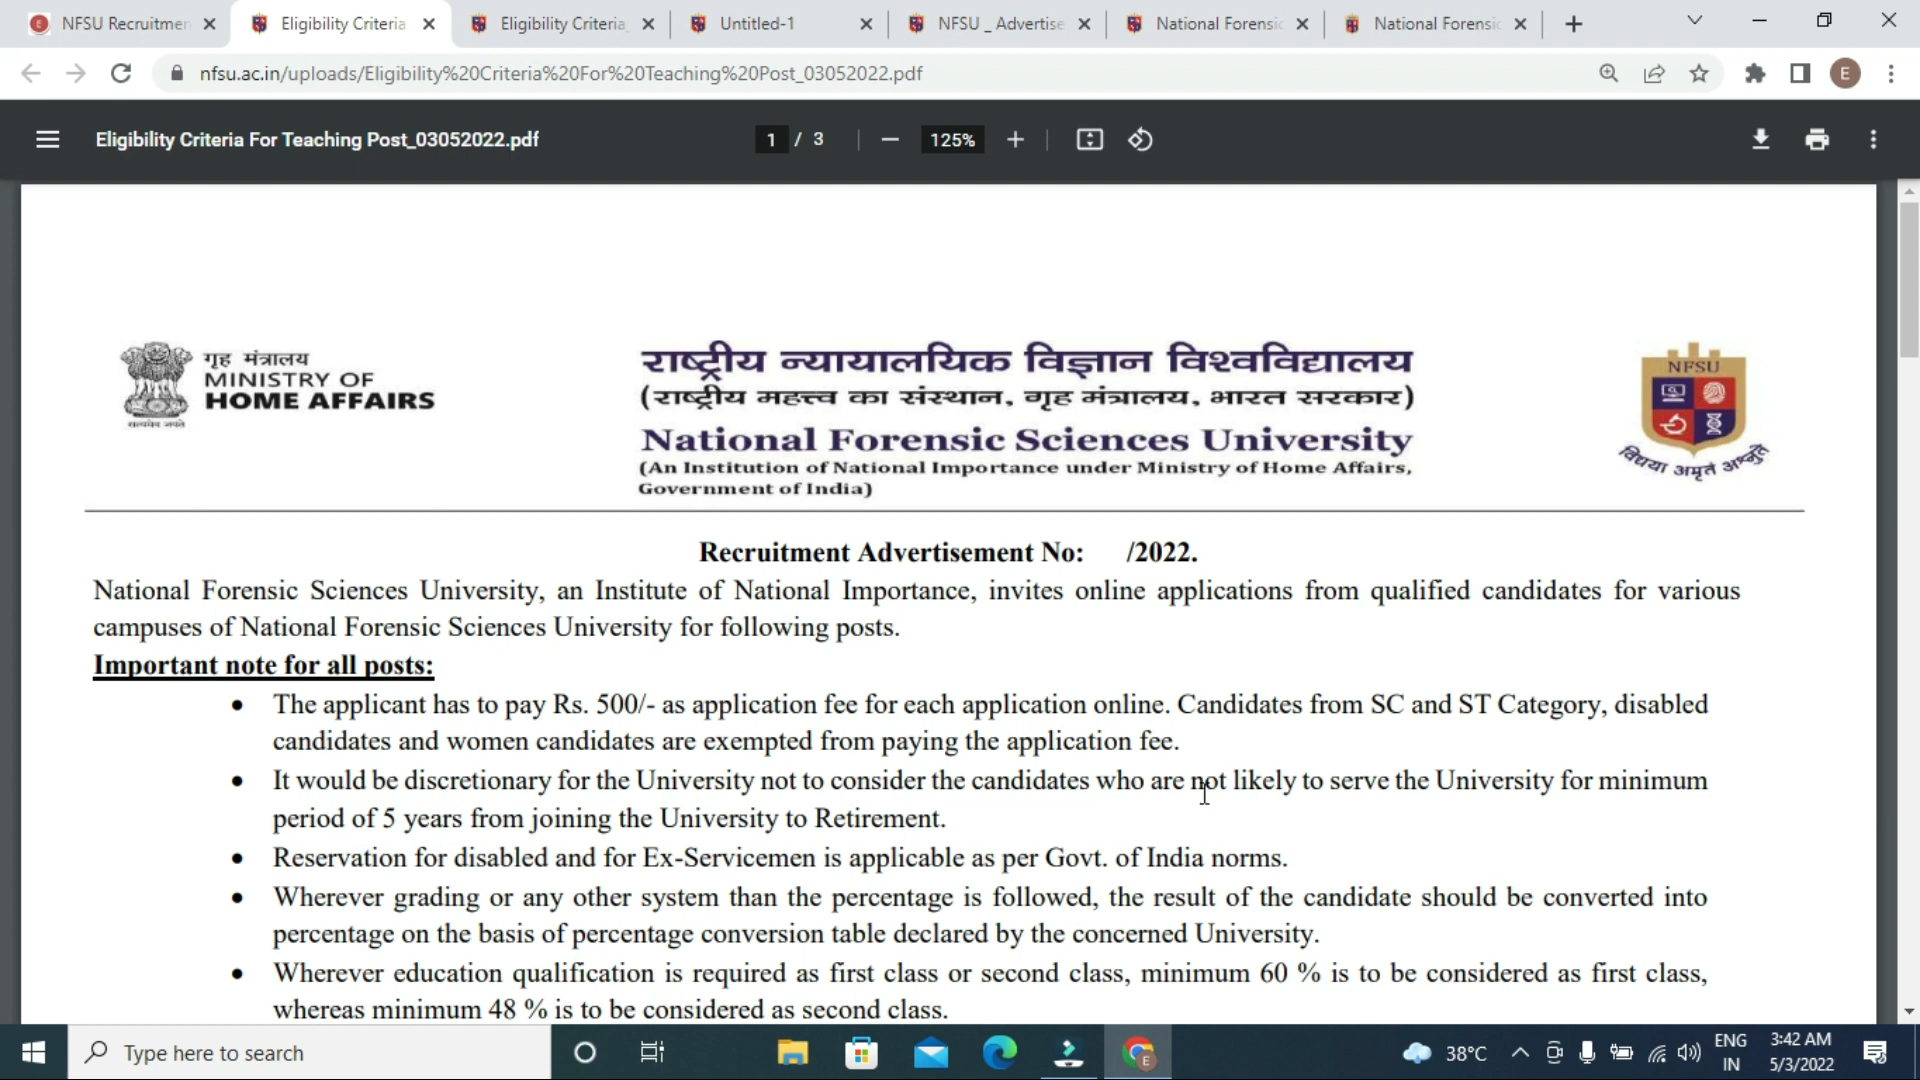 NFSU Recruitmen
Eligibility Criteria
Eligibility Criteria
Untitled-1
NFSU _ Advertise
National Forensic
National Forensic
nfsu.ac.in/uploads/Eligibility%20Criteria%20For%20Teaching%20Post_03052022.pdf
E
Eligibility Criteria For Teaching Post_03052022.pdf
1 / 3
125%
गृह मंत्रालय
MINISTRY OF
HOME AFFAIRS
सत्यमेव जयते
राष्ट्रीय न्यायालयिक विज्ञान विश्वविद्यालय
(राष्ट्रीय महत्त्व का संस्थान, गृह मंत्रालय, भारत सरकार)
National Forensic Sciences University
(An Institution of National Importance under Ministry of Home Affairs,
Government of India)
NFSU
विद्यया अमृतं अश्नुते
Recruitment Advertisement No: /2022.
National Forensic Sciences University, an Institute of National Importance, invites online applications from qualified candidates for various
campuses of National Forensic Sciences University for following posts.
Important note for all posts:
• The applicant has to pay Rs. 500/- as application fee for each application online. Candidates from SC and ST Category, disabled
candidates and women candidates are exempted from paying the application fee.
• It would be discretionary for the University not to consider the candidates who are not likely to serve the University for minimum
period of 5 years from joining the University to Retirement.
• Reservation for disabled and for Ex-Servicemen is applicable as per Govt. of India norms.
• Wherever grading or any other system than the percentage is followed, the result of the candidate should be converted into
percentage on the basis of percentage conversion table declared by the concerned University.
• Wherever education qualification is required as first class or second class, minimum 60 % is to be considered as first class,
whereas minimum 48 % is to be considered as second class.
Type here to search
E
38°C
ENG
IN
3:42 AM
5/3/2022